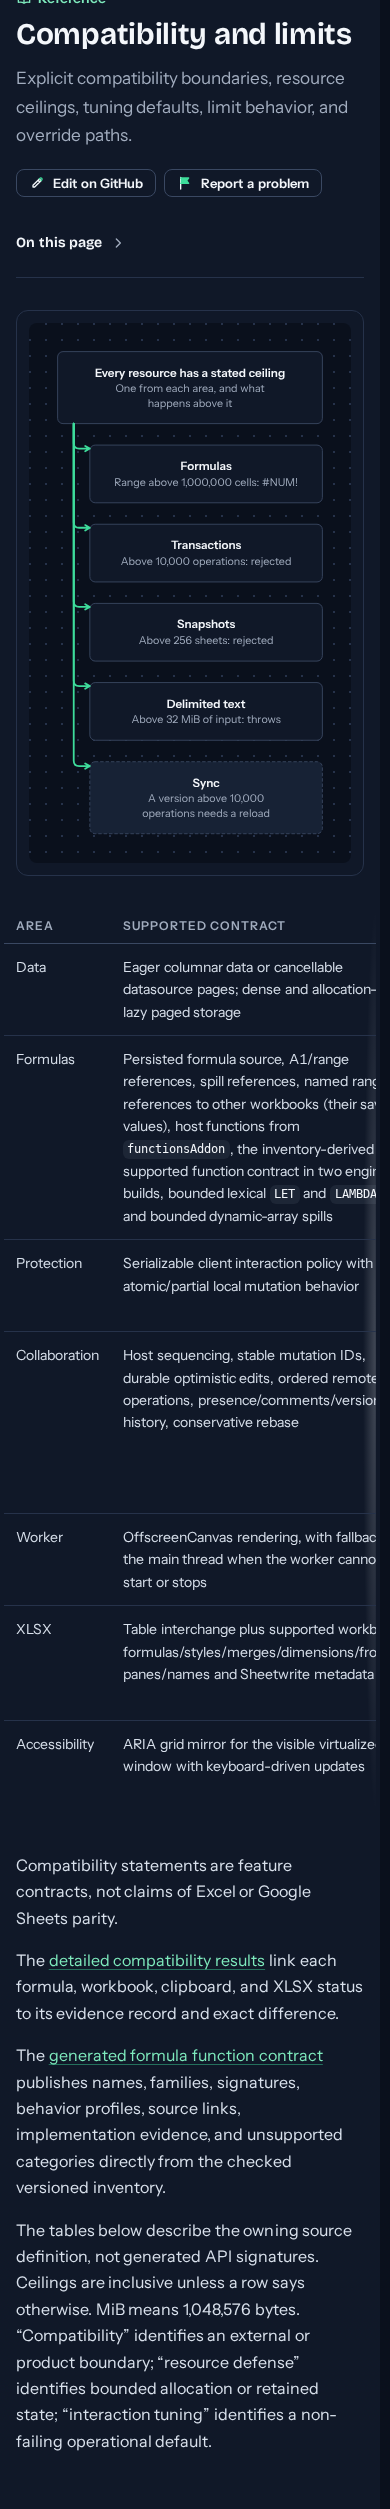 Reference
Compatibility and limits
Explicit compatibility boundaries, resource
ceilings, tuning defaults, limit behavior, and
override paths.
Edit on GitHub
Report a problem
On this page
Every resource has a stated ceiling
One from each area, and what
happens above it
Formulas
Range above 1,000,000 cells: #NUM!
Transactions
Above 10,000 operations: rejected
Snapshots
Above 256 sheets: rejected
Delimited text
Above 32 MiB of input: throws
Sync
A version above 10,000
operations needs a reload
AREA SUPPORTED CONTRACT
Data Eager columnar data or cancellable
datasource pages; dense and allocation-
lazy paged storage
Formulas Persisted formula source, A1/range
references, spill references, named
references to other workbooks (their
values), host functions from
functionsAddon, the inventory-derived
supported function contract in two
builds, bounded lexical LET and LAMBDA
and bounded dynamic-array spills
Protection Serializable client interaction policy with
atomic/partial local mutation behavior
Collaboration Host sequencing, stable mutation IDs,
durable optimistic edits, ordered remote
operations, presence/comments/version
history, conservative rebase
Worker OffscreenCanvas rendering, with
the main thread when the worker
start or stops
XLSX Table interchange plus supported
formulas/styles/merges/dimensions/
panes/names and Sheetwrite metadata
Accessibility ARIA grid mirror for the visible
window with keyboard-driven updates
Compatibility statements are feature
contracts, not claims of Excel or Google
Sheets parity.
The detailed compatibility results link each
formula, workbook, clipboard, and XLSX status
to its evidence record and exact difference.
The generated formula function contract
publishes names, families, signatures,
behavior profiles, source links,
implementation evidence, and unsupported
categories directly from the checked
versioned inventory.
The tables below describe the owning source
definition, not generated API signatures.
Ceilings are inclusive unless a row says
otherwise. MiB means 1,048,576 bytes.
“Compatibility” identifies an external or
product boundary; “resource defense”
identifies bounded allocation or retained
state; “interaction tuning” identifies a non-
failing operational default.